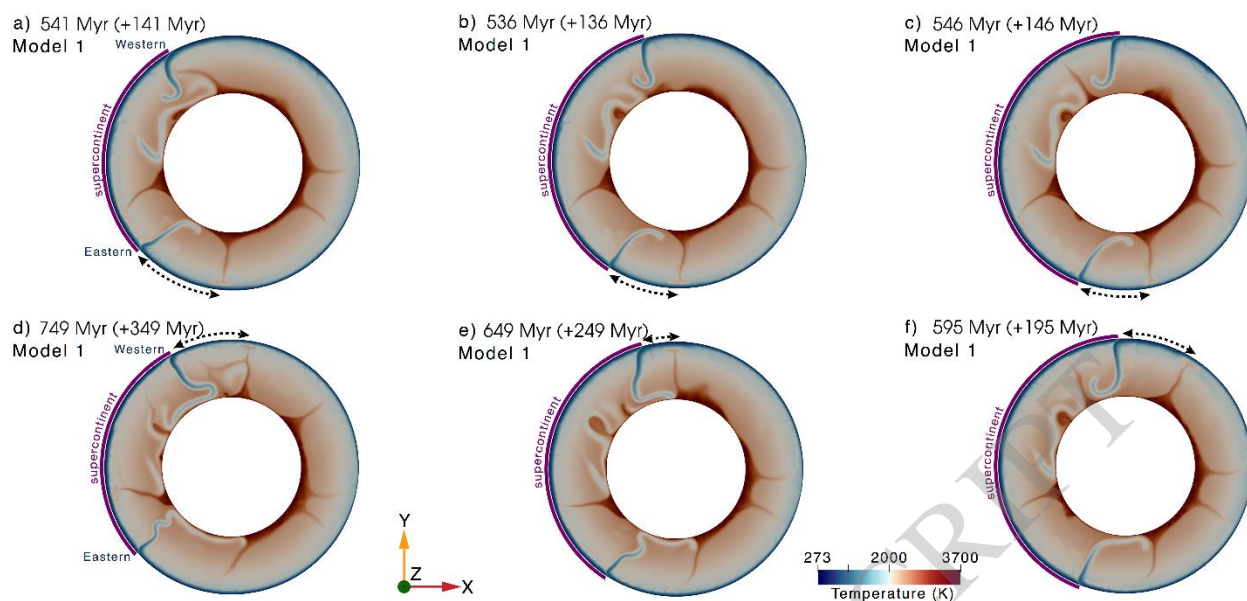 a) 541 Myr (+141 Myr)
Model 1
Western
supercontinent
Eastern
b) 536 Myr (+136 Myr)
Model 1
supercontinent
c) 546 Myr (+146 Myr)
Model 1
supercontinent
d) 749 Myr (+349 Myr)
Model 1
Western
supercontinent
Eastern
e) 649 Myr (+249 Myr)
Model 1
supercontinent
f) 595 Myr (+195 Myr)
Model 1
supercontinent
Y
Z
X
273 2000 3700
Temperature (K)
CRIPT